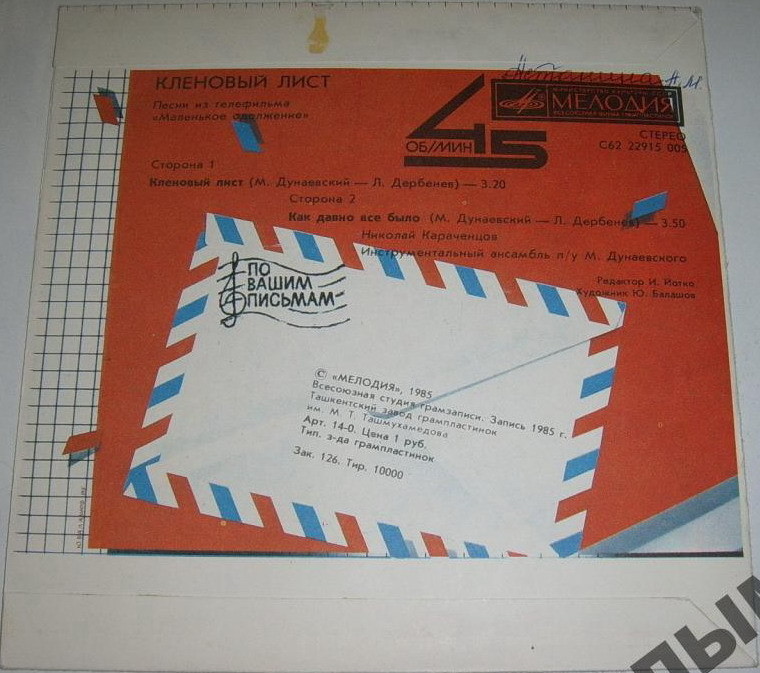 КЛЕНОВЫЙ ЛИСТ
Песни из телефильма
«Маленькое одолжение»
45
ОБ/МИН
МЕЛОДИЯ
СТЕРЕО
С62 22915 005
Сторона 1
Кленовый лист (М. Дунаевский — Л. Дербенев) — 3.20
Сторона 2
Как давно все было (М. Дунаевский — Л. Дербенев) — 3.50
Николай Караченцов
Инструментальный ансамбль п/у М. Дунаевского
Редактор И. Йотко
Художник Ю. Балашов
ПО
ВАШИМ
ПИСЬМАМ
© «МЕЛОДИЯ», 1985
Всесоюзная студия грамзаписи. Запись 1985 г.
Ташкентский завод грампластинок
им. М. Т. Ташмухамедова
Арт. 14-0. Цена 1 руб.
Тип. з-да грампластинок
Зак. 126. Тир. 10000